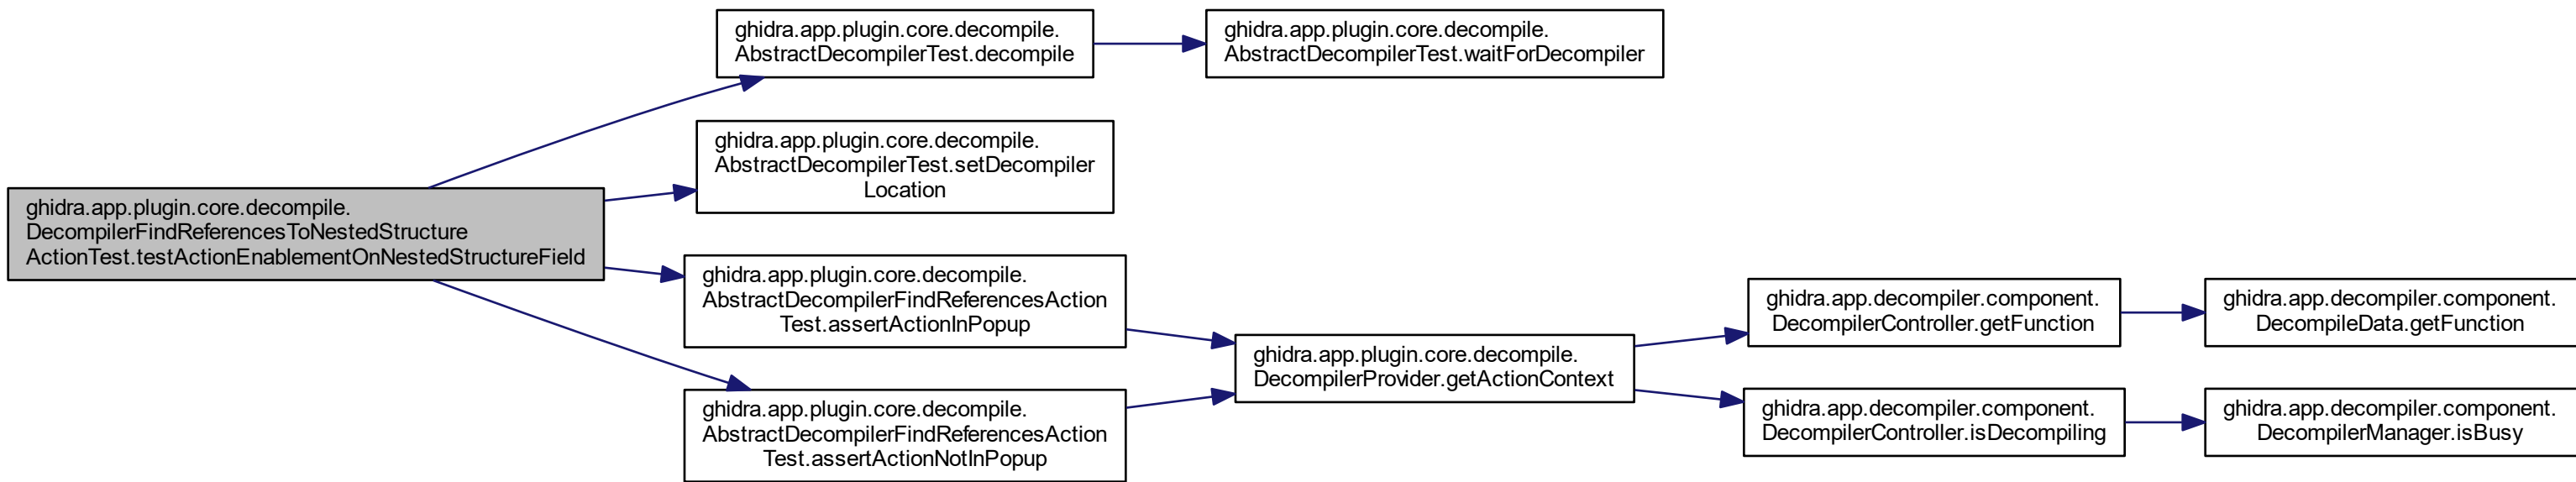 ghidra.app.plugin.core.decompile.
AbstractDecompilerTest.decompile
ghidra.app.plugin.core.decompile.
AbstractDecompilerTest.waitForDecompiler
ghidra.app.plugin.core.decompile.
AbstractDecompilerTest.setDecompiler
Location
ghidra.app.plugin.core.decompile.
DecompilerFindReferencesToNestedStructure
ActionTest.testActionEnablementOnNestedStructureField
ghidra.app.plugin.core.decompile.
AbstractDecompilerFindReferencesAction
Test.assertActionInPopup
ghidra.app.plugin.core.decompile.
AbstractDecompilerFindReferencesAction
Test.assertActionNotInPopup
ghidra.app.plugin.core.decompile.
DecompilerProvider.getActionContext
ghidra.app.decompiler.component.
DecompilerController.getFunction
ghidra.app.decompiler.component.
DecompileData.getFunction
ghidra.app.decompiler.component.
DecompilerController.isDecompiling
ghidra.app.decompiler.component.
DecompilerManager.isBusy